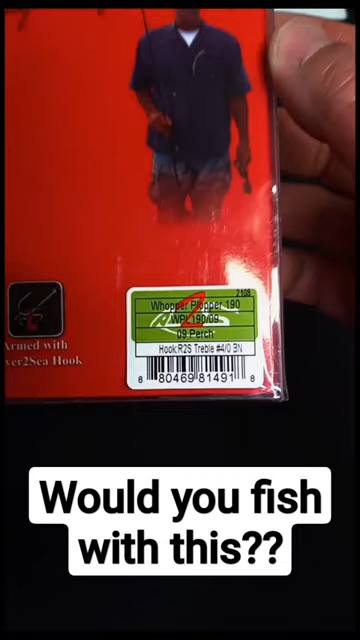 2108
Whopper Plopper 190
WPL190/09
09 Perch
Hook:R2S Treble #4/0 BN
8 80469 81491 8
Armed with
ver2Sea Hook
Would you fish
with this??